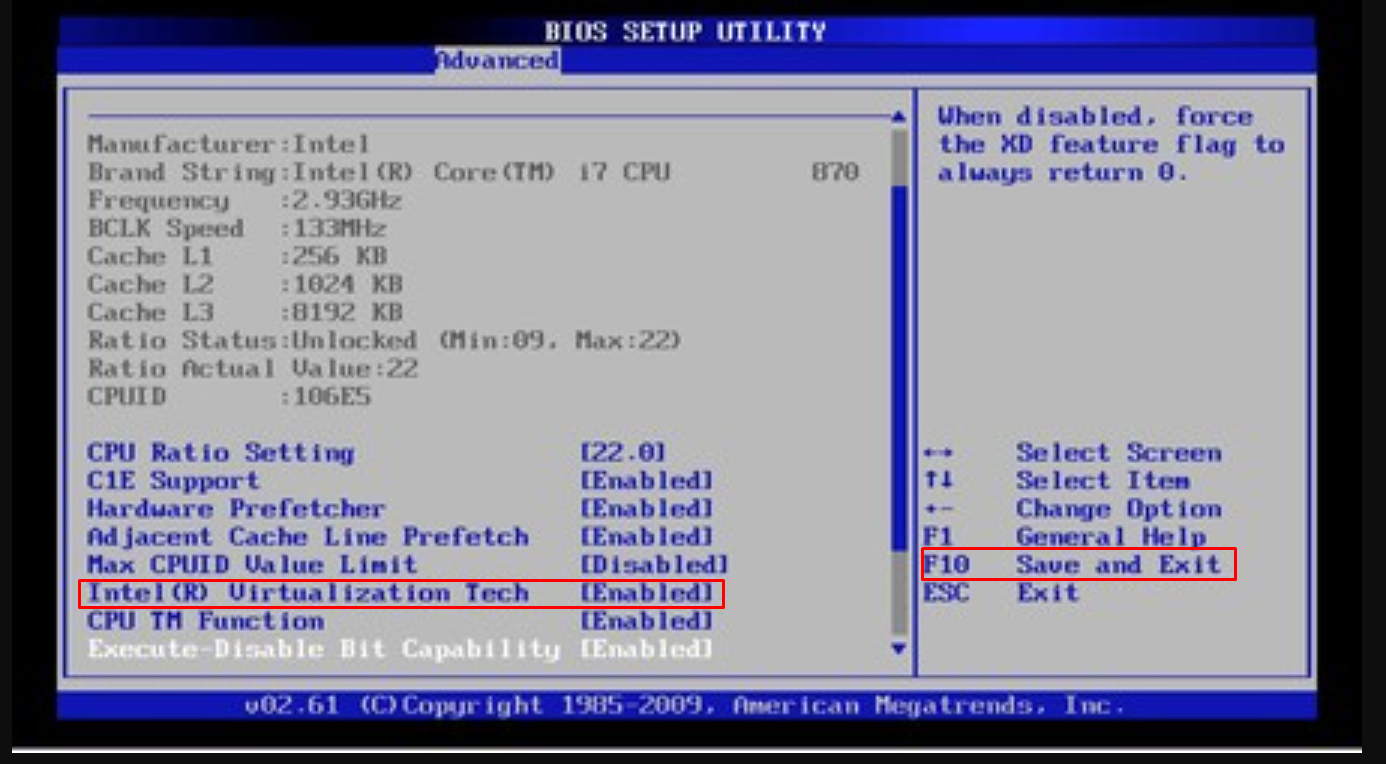 BIOS SETUP UTILITY
Advanced
Manufacturer:Intel
Brand String:Intel(R) Core(TM) i7 CPU 870
Frequency :2.93GHz
BCLK Speed :133MHz
Cache L1 :256 KB
Cache L2 :1024 KB
Cache L3 :8192 KB
Ratio Status:Unlocked (Min:09, Max:22)
Ratio Actual Value:22
CPUID :106E5
CPU Ratio Setting [22.0]
C1E Support [Enabled]
Hardware Prefetcher [Enabled]
Adjacent Cache Line Prefetch [Enabled]
Max CPUID Value Limit [Disabled]
Intel(R) Virtualization Tech [Enabled]
CPU TM Function [Enabled]
Execute-Disable Bit Capability [Enabled]
When disabled, force
the XD feature flag to
always return 0.
←→ Select Screen
↑↓ Select Item
+- Change Option
F1 General Help
F10 Save and Exit
ESC Exit
v02.61 (C)Copyright 1985-2009, American Megatrends, Inc.